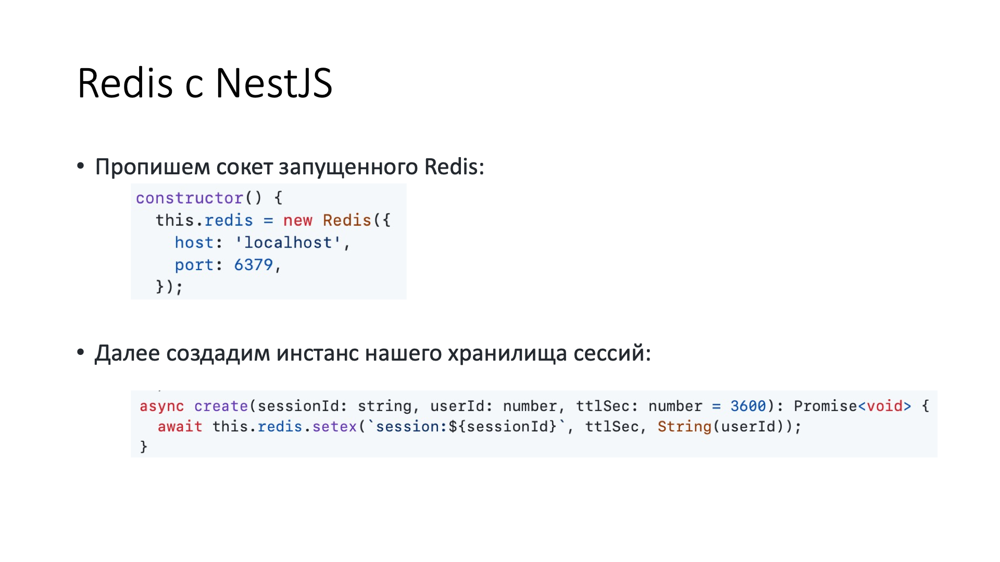 Redis с NestJS
• Пропишем сокет запущенного Redis:
constructor() {
  this.redis = new Redis({
    host: 'localhost',
    port: 6379,
  });
• Далее создадим инстанс нашего хранилища сессий:
async create(sessionId: string, userId: number, ttlSec: number = 3600): Promise<void> {
  await this.redis.setex(`session:${sessionId}`, ttlSec, String(userId));
}